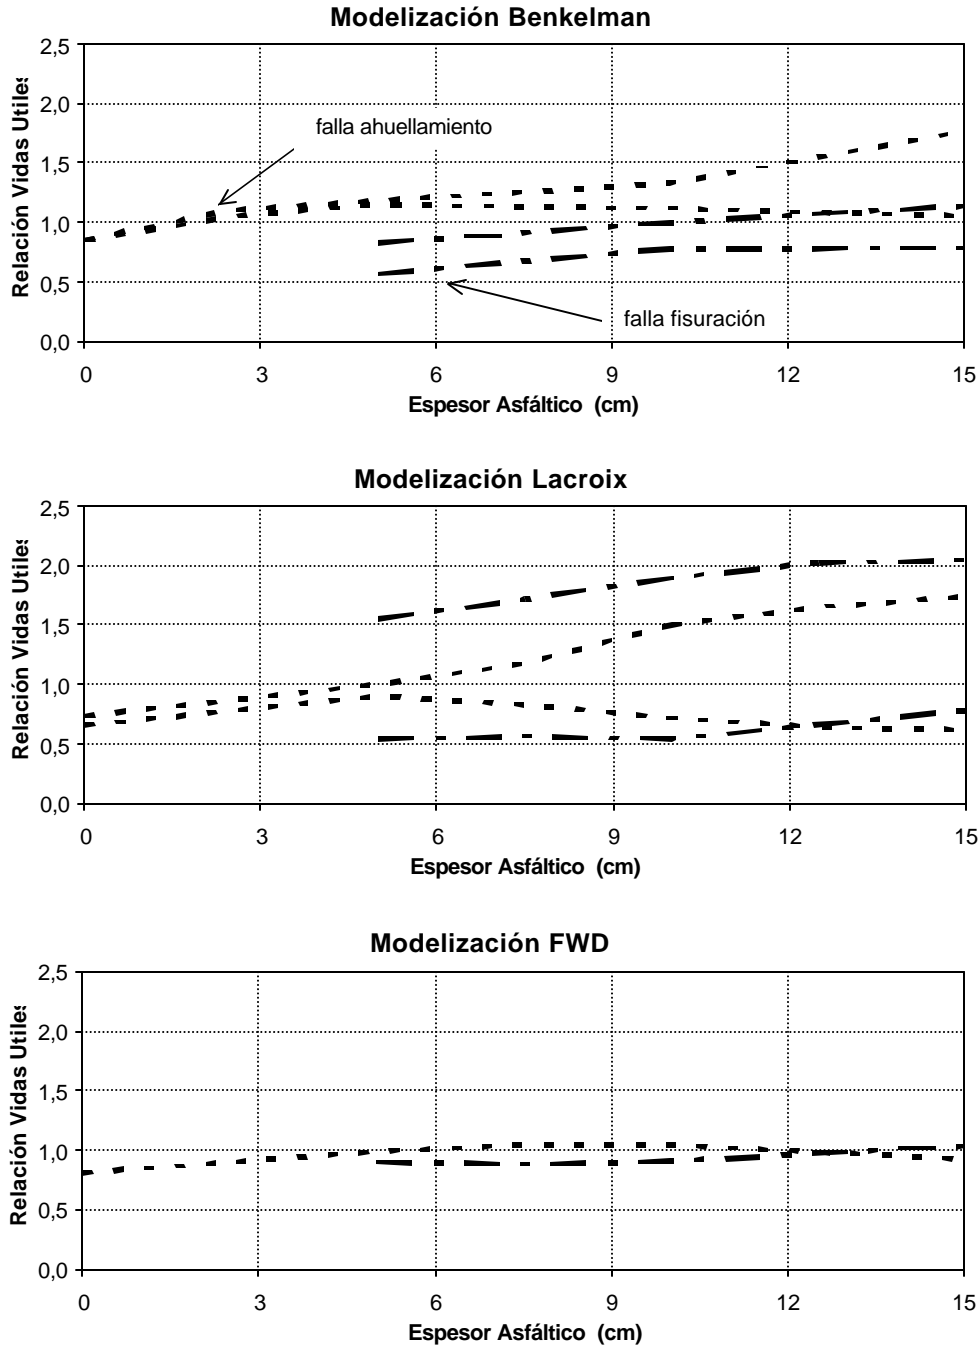 Modelización Benkelman
Relación Vidas Utiles
2,5
2,0
1,5
1,0
0,5
0,0
falla ahuellamiento
falla fisuración
0 3 6 9 12 15
Espesor Asfáltico (cm)
Modelización Lacroix
Relación Vidas Utiles
2,5
2,0
1,5
1,0
0,5
0,0
0 3 6 9 12 15
Espesor Asfáltico (cm)
Modelización FWD
Relación Vidas Utiles
2,5
2,0
1,5
1,0
0,5
0,0
0 3 6 9 12 15
Espesor Asfáltico (cm)